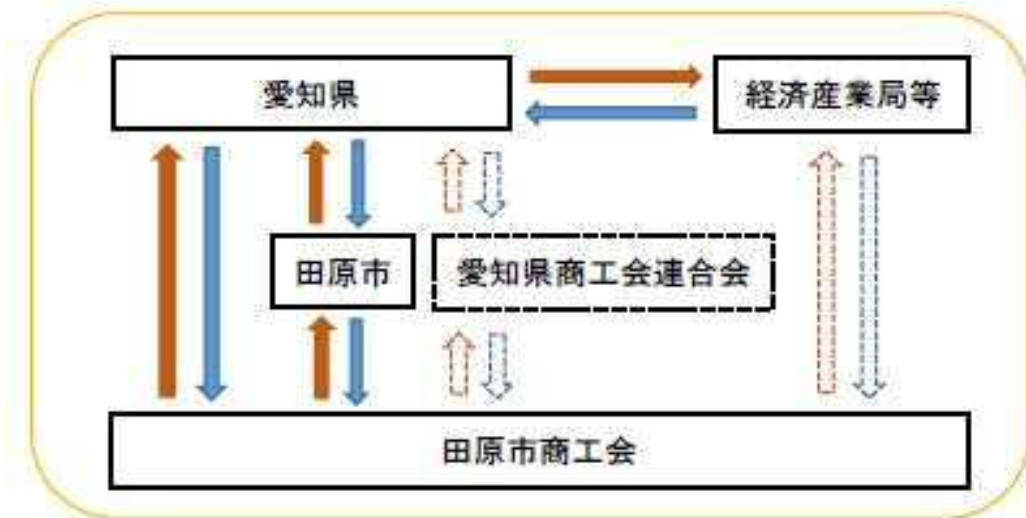 愛知県
経済産業局等
田原市
愛知県商工会連合会
田原市商工会